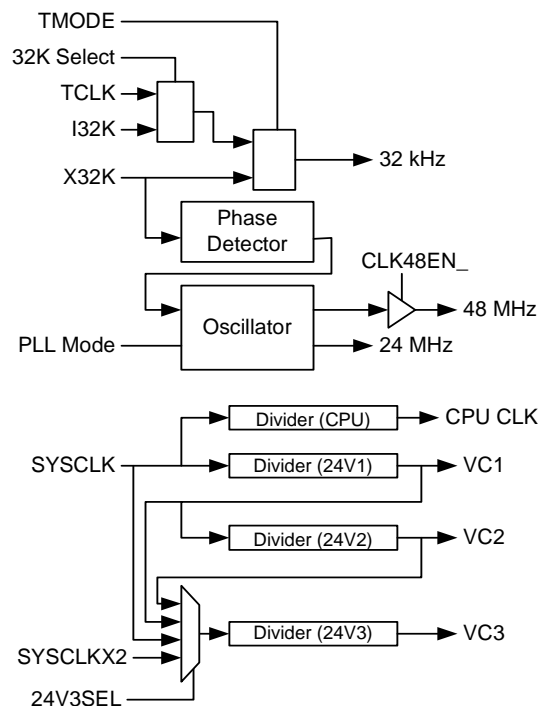 TMODE
32K Select
TCLK
I32K
32 kHz
X32K
Phase
Detector
CLK48EN_
48 MHz
Oscillator
PLL Mode
24 MHz
Divider (CPU)
CPU CLK
SYSCLK
Divider (24V1)
VC1
Divider (24V2)
VC2
Divider (24V3)
VC3
SYSCLKX2
24V3SEL